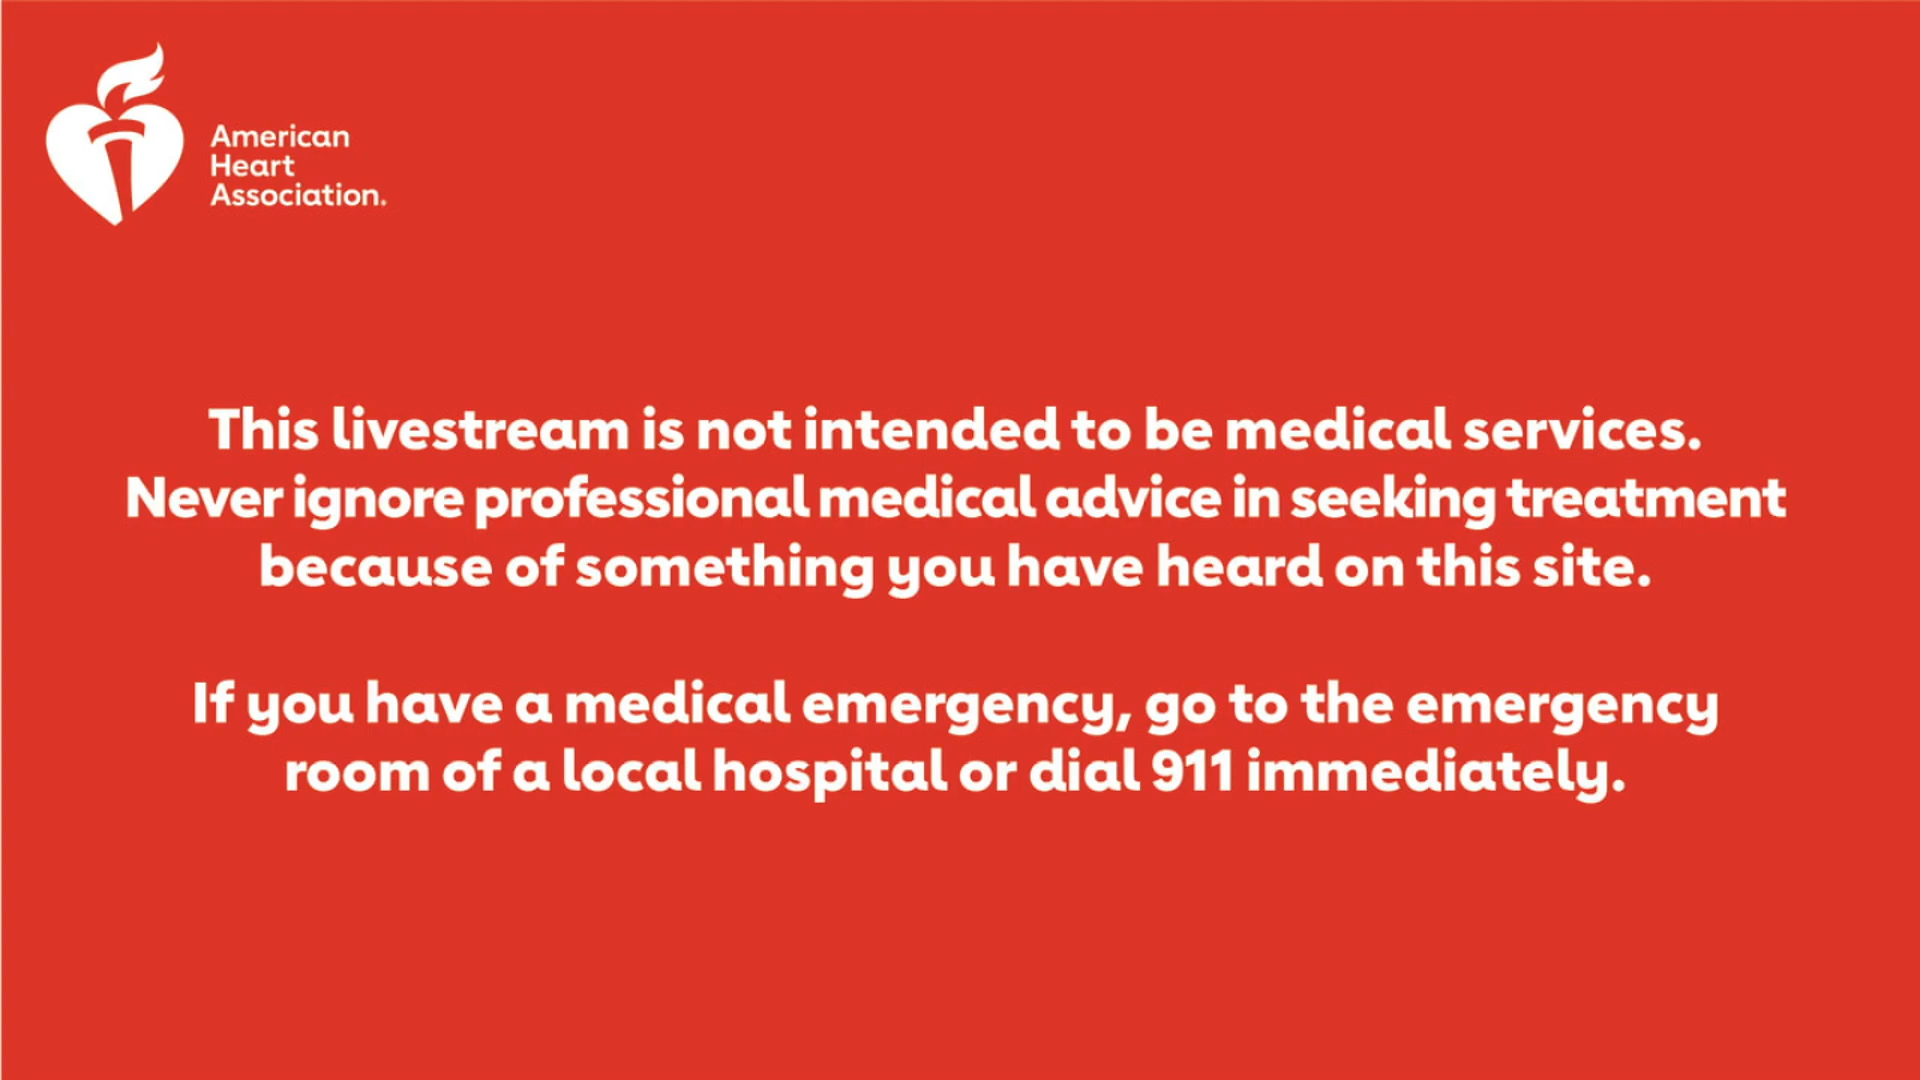 American
Heart
Association.
This livestream is not intended to be medical services.
Never ignore professional medical advice in seeking treatment
because of something you have heard on this site.
If you have a medical emergency, go to the emergency
room of a local hospital or dial 911 immediately.